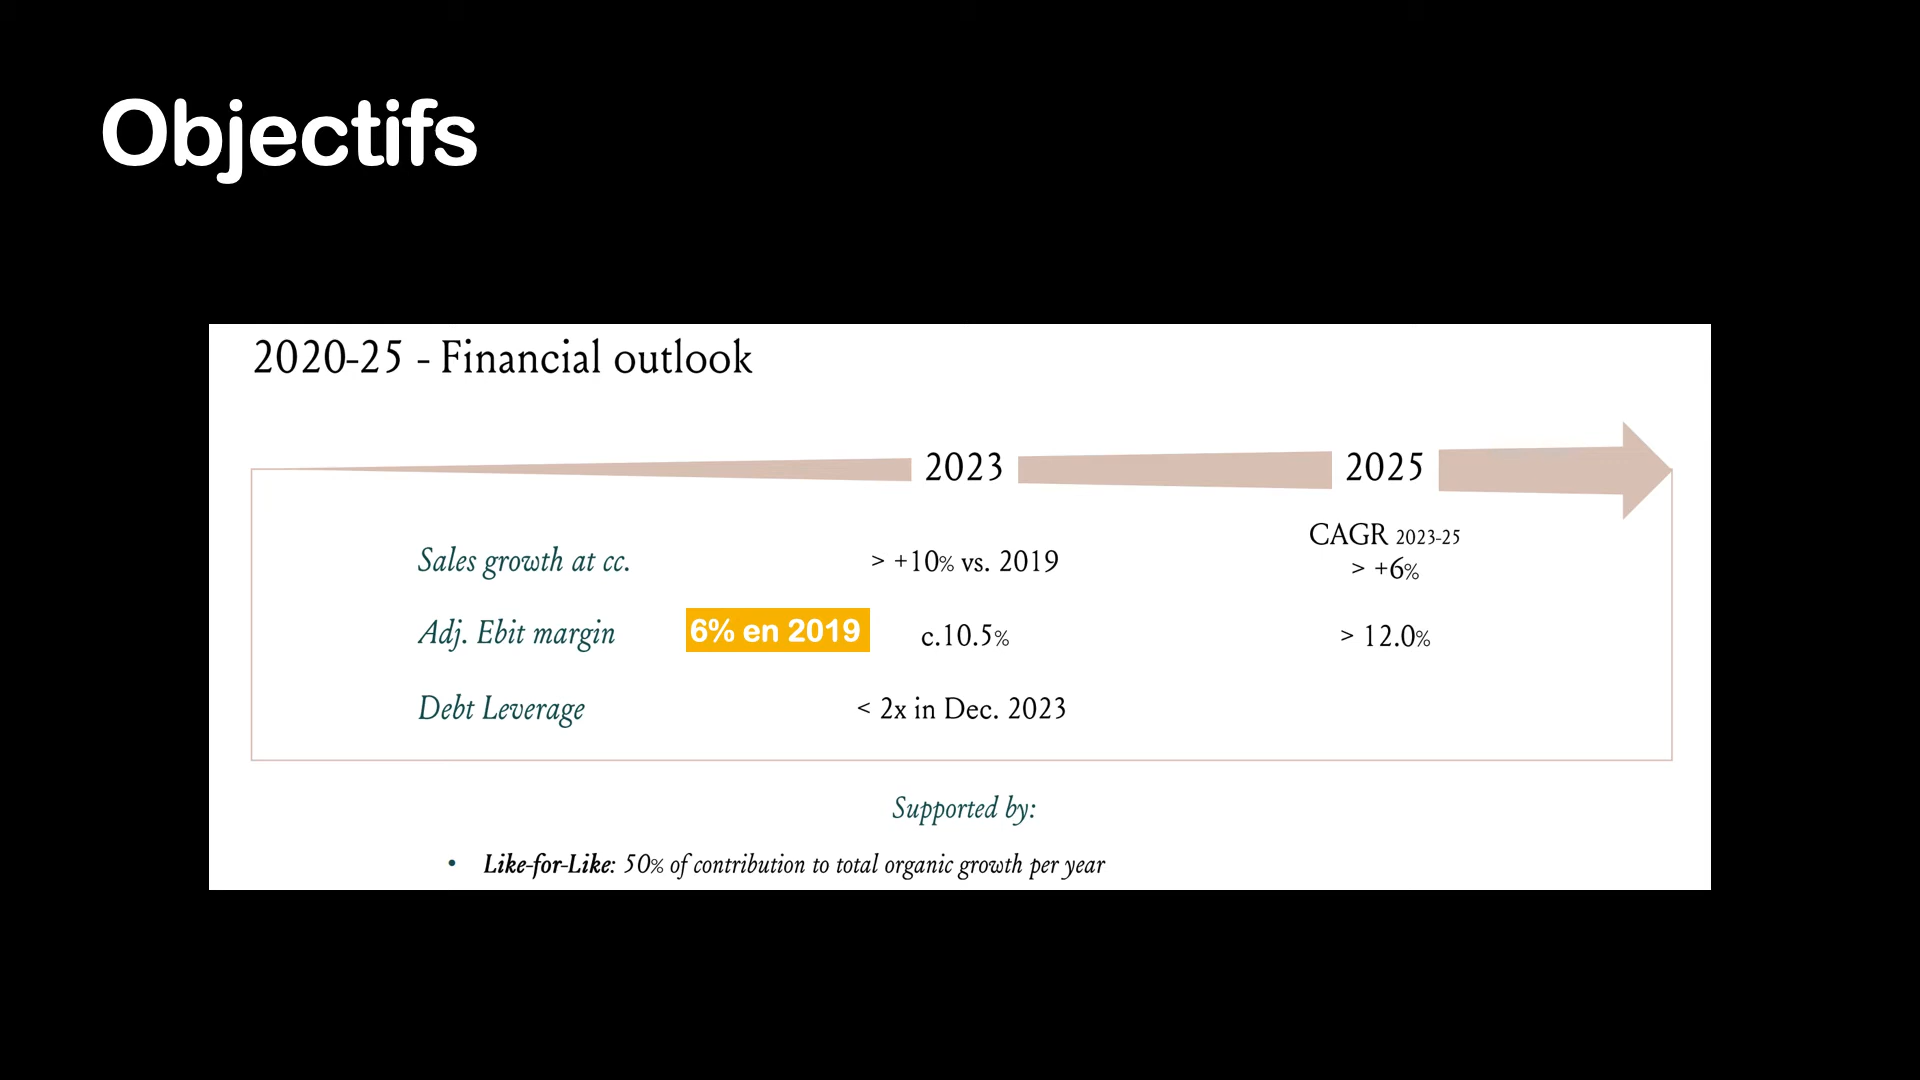 Objectifs
2020-25 - Financial outlook
2023 2025
CAGR 2023-25
Sales growth at cc. > +10% vs. 2019 > +6%
Adj. Ebit margin 6% en 2019 c.10.5% > 12.0%
Debt Leverage < 2x in Dec. 2023
Supported by:
• Like-for-Like: 50% of contribution to total organic growth per year